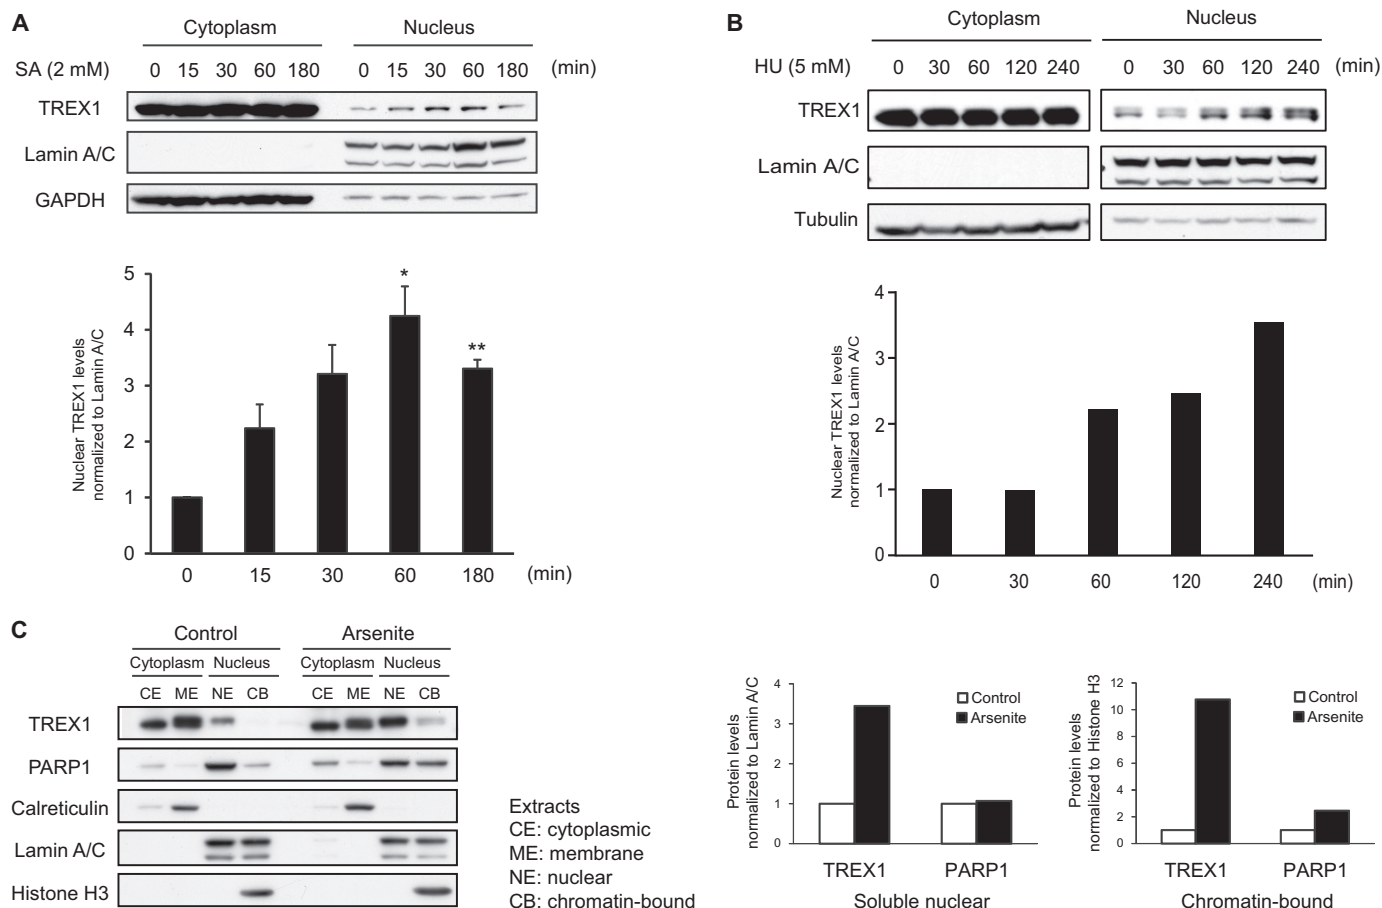 A
Cytoplasm Nucleus
SA (2 mM) 0 15 30 60 180 0 15 30 60 180 (min)
TREX1
Lamin A/C
GAPDH
Nuclear TREX1 levels
normalized to Lamin A/C
5
4
3
2
1
0
*
**
0 15 30 60 180 (min)
B
Cytoplasm Nucleus
HU (5 mM) 0 30 60 120 240 0 30 60 120 240 (min)
TREX1
Lamin A/C
Tubulin
Nuclear TREX1 levels
normalized to Lamin A/C
4
3
2
1
0
0 30 60 120 240 (min)
C
Control Arsenite
Cytoplasm Nucleus Cytoplasm Nucleus
CE ME NE CB CE ME NE CB
TREX1
PARP1
Calreticulin
Lamin A/C
Histone H3
Extracts
CE: cytoplasmic
ME: membrane
NE: nuclear
CB: chromatin-bound
Protein levels
normalized to Lamin A/C
4
3
2
1
0
Control
Arsenite
TREX1 PARP1
Soluble nuclear
Protein levels
normalized to Histone H3
12
10
8
6
4
2
0
Control
Arsenite
TREX1 PARP1
Chromatin-bound